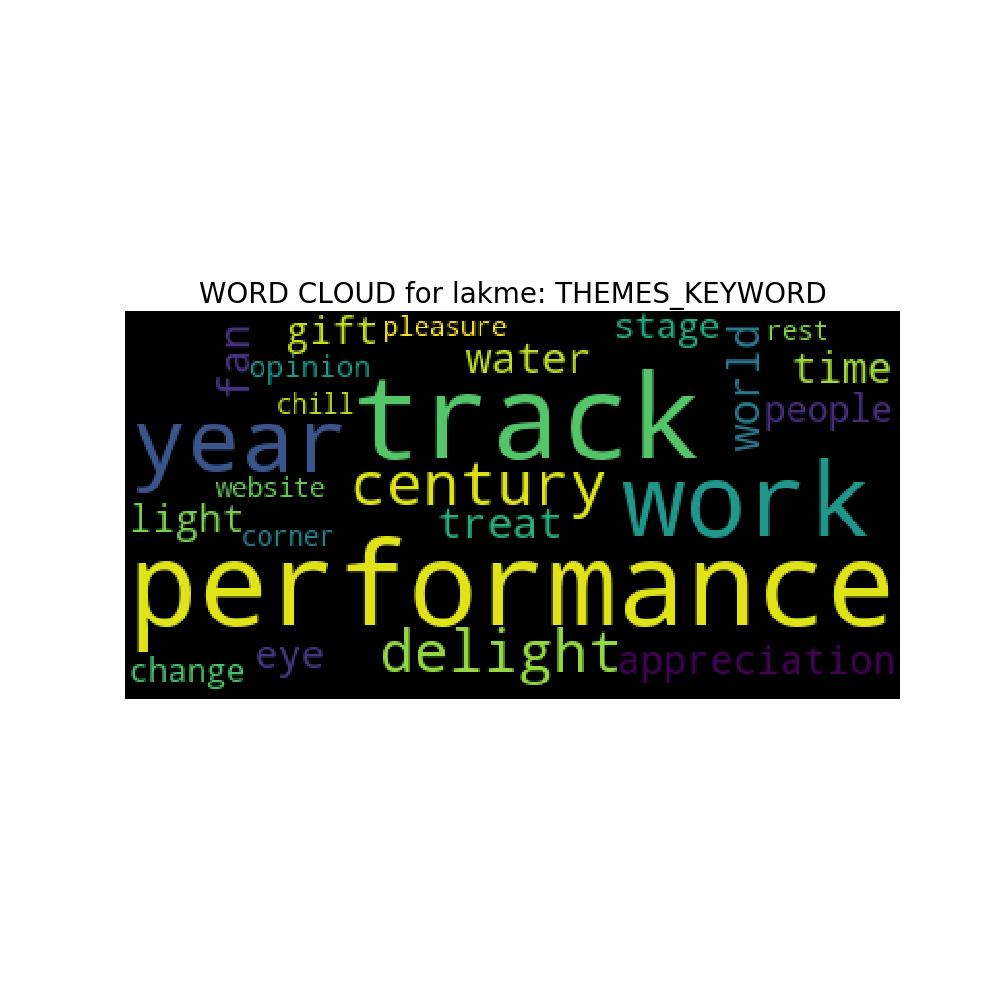 WORD CLOUD for lakme: THEMES_KEYWORD
fan
gift
pleasure
stage
world
rest
opinion
water
time
chill
track
people
year
century
work
website
light
corner
treat
performance
change
eye
delight
appreciation